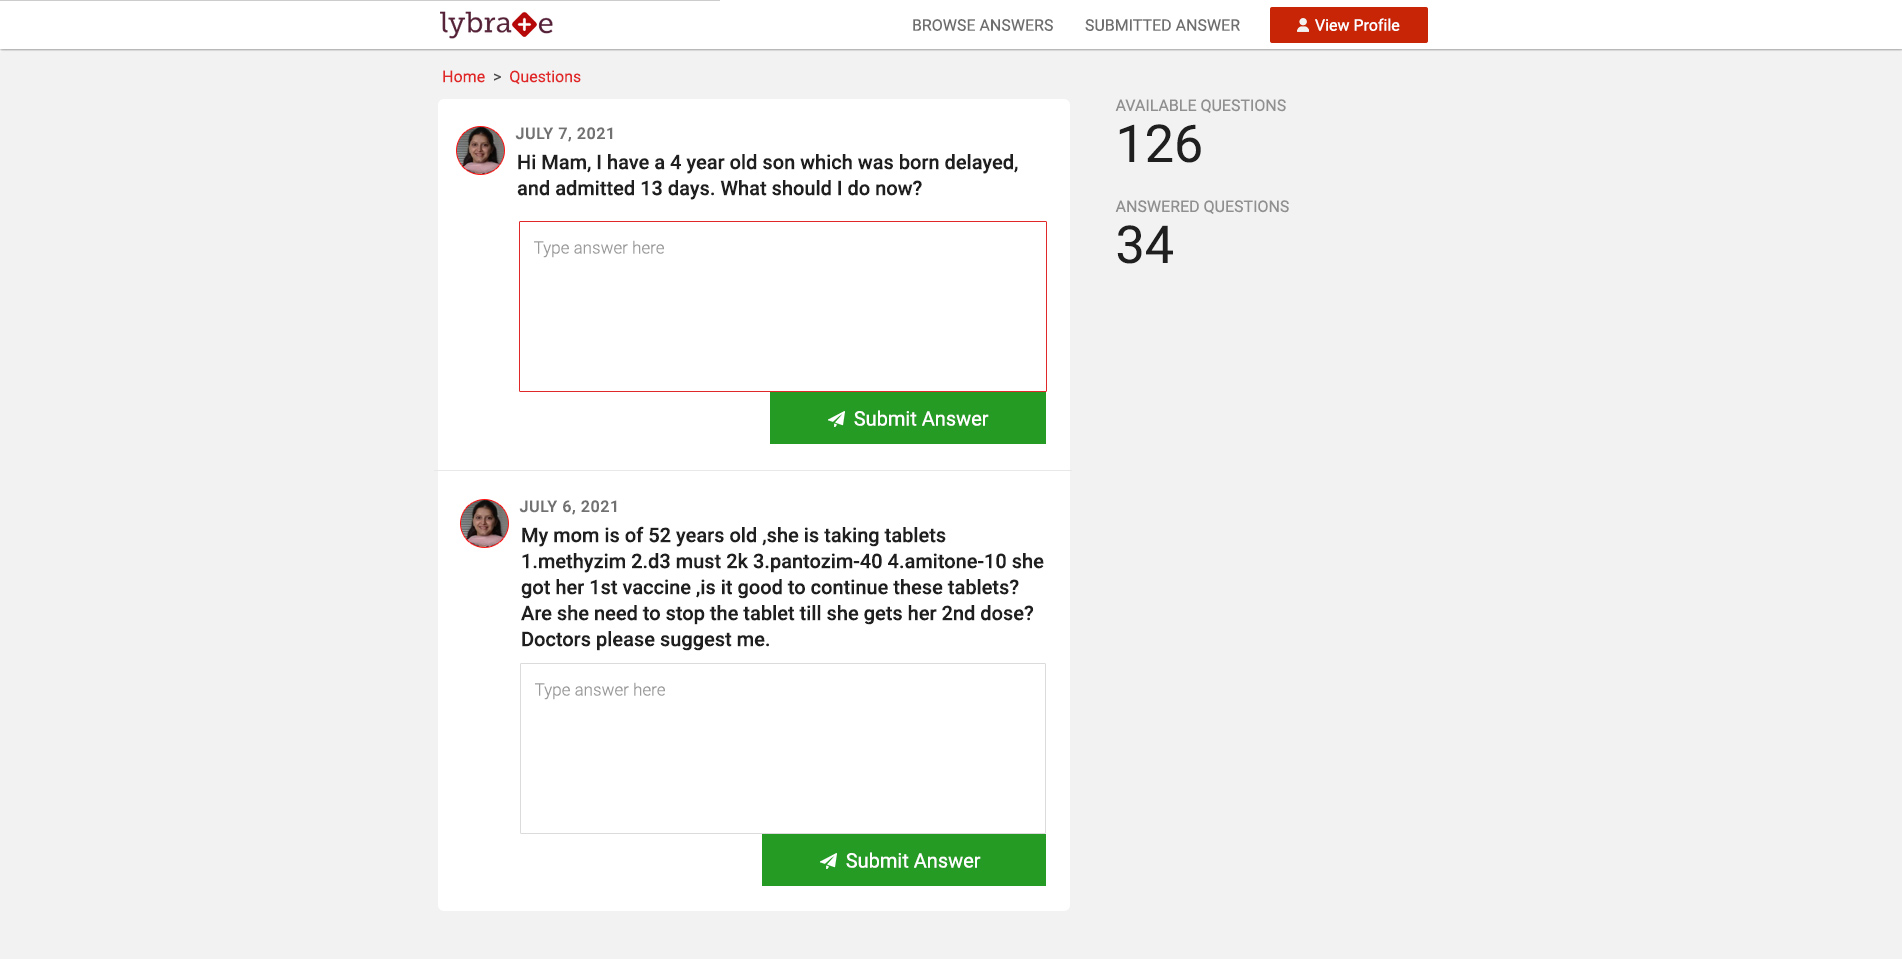 lybrate
BROWSE ANSWERS
SUBMITTED ANSWER
View Profile
Home > Questions
JULY 7, 2021
Hi Mam, I have a 4 year old son which was born delayed,
and admitted 13 days. What should I do now?
Type answer here
Submit Answer
JULY 6, 2021
My mom is of 52 years old ,she is taking tablets
1.methyzim 2.d3 must 2k 3.pantozim-40 4.amitone-10 she
got her 1st vaccine ,is it good to continue these tablets?
Are she need to stop the tablet till she gets her 2nd dose?
Doctors please suggest me.
Type answer here
Submit Answer
AVAILABLE QUESTIONS
126
ANSWERED QUESTIONS
34